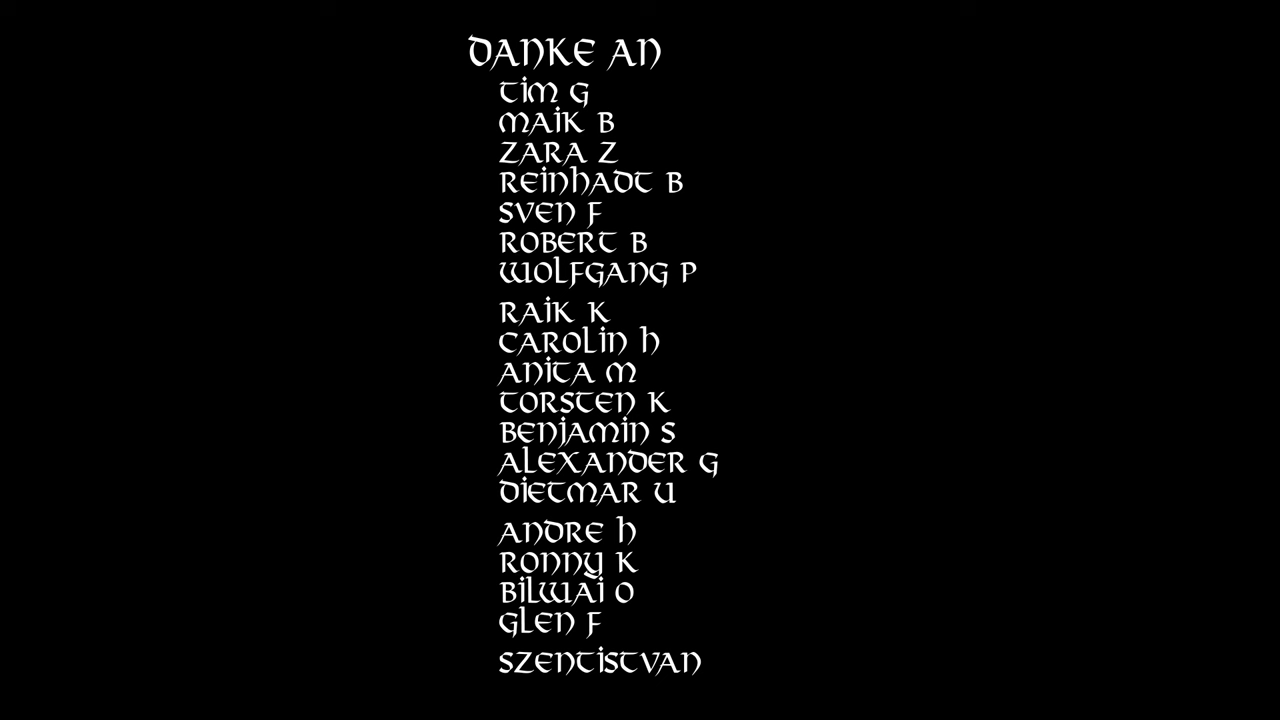 DANKE AN
TIM G
MAIK B
ZARA Z
REINHADT B
SVEN F
ROBERT B
WOLFGANG P
RAIK K
CAROLIN H
ANITA M
TORSTEN K
BENJAMIN S
ALEXANDER G
DIETMAR U
ANDRE H
RONNY K
BILWAI O
GLEN F
SZENTISTVAN